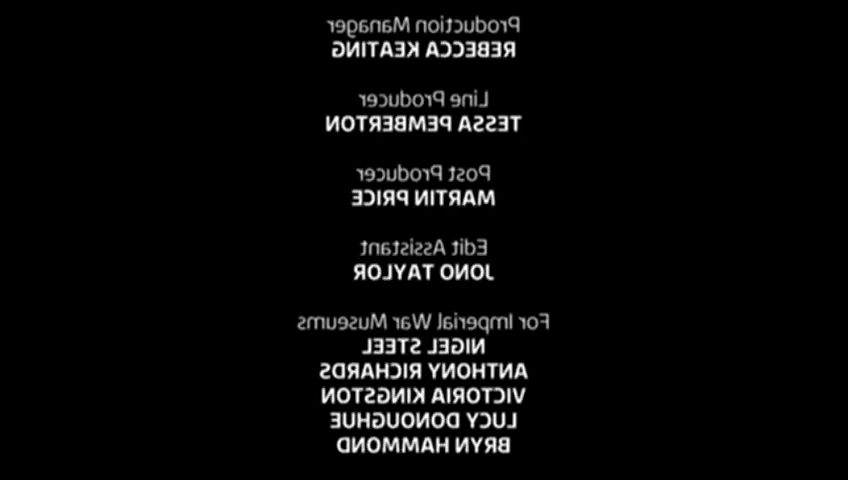 Production Manager
REBECCA KEATING
Line Producer
TESSA PEMBERTON
Post Producer
MARTIN PRICE
Edit Assistant
JONO TAYLOR
For Imperial War Museums
NIGEL STEEL
ANTHONY RICHARDS
VICTORIA KINGSTON
LUCY DONOUGHUE
BRYN HAMMOND